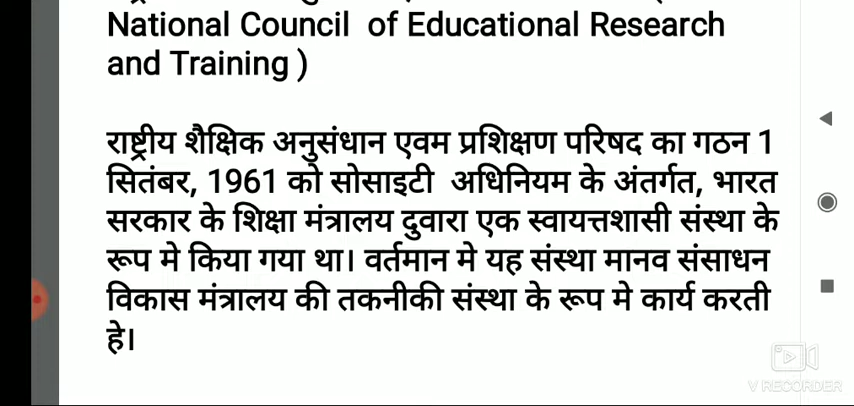 National Council of Educational Research
and Training )
राष्ट्रीय शैक्षिक अनुसंधान एवम प्रशिक्षण परिषद का गठन 1
सितंबर, 1961 को सोसाइटी अधिनियम के अंतर्गत, भारत
सरकार के शिक्षा मंत्रालय दुवारा एक स्वायत्तशासी संस्था के
रूप मे किया गया था। वर्तमान मे यह संस्था मानव संसाधन
विकास मंत्रालय की तकनीकी संस्था के रूप मे कार्य करती
हे।
V RECORDER